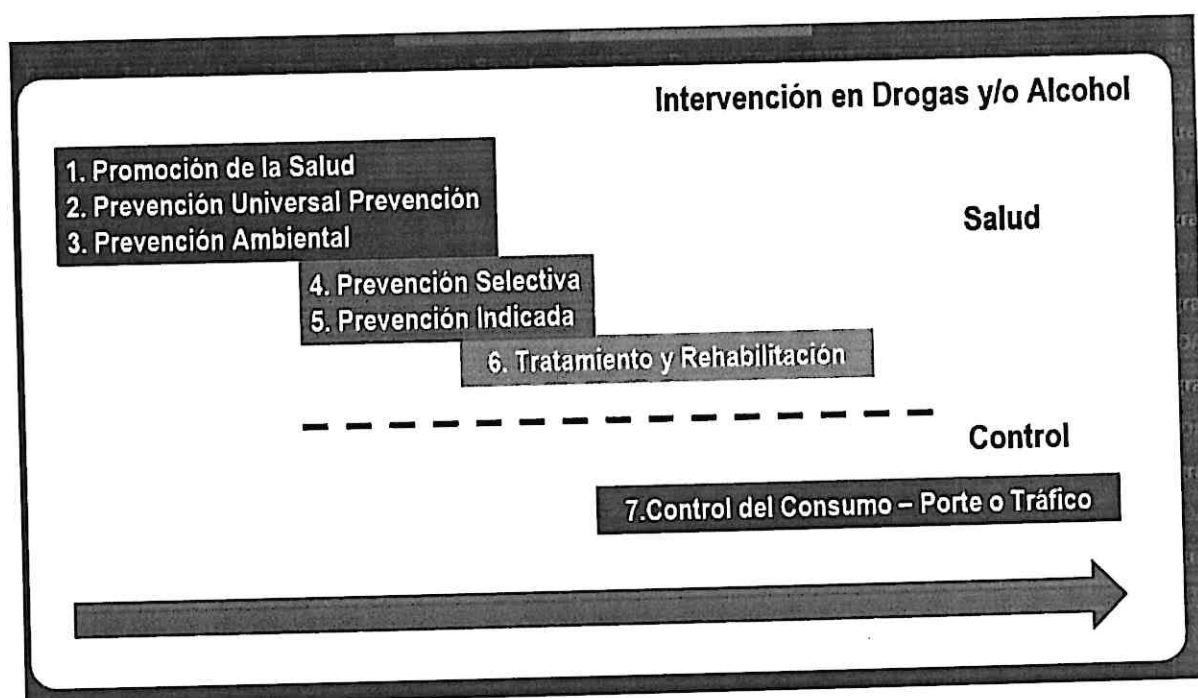 Intervención en Drogas y/o Alcohol
1. Promoción de la Salud
2. Prevención Universal Prevención
3. Prevención Ambiental
Salud
4. Prevención Selectiva
5. Prevención Indicada
6. Tratamiento y Rehabilitación
Control
7.Control del Consumo – Porte o Tráfico